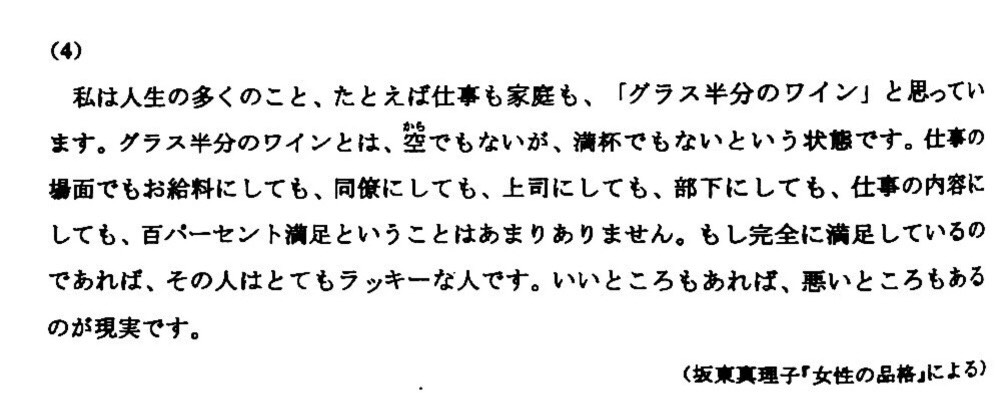 (4)
私は人生の多くのこと、たとえば仕事も家庭も、「グラス半分のワイン」と思ってい
ます。グラス半分のワインとは、空でもないが、満杯でもないという状態です。仕事の
場面でもお給料にしても、同僚にしても、上司にしても、部下にしても、仕事の内容に
しても、百パーセント満足ということはあまりありません。もし完全に満足しているの
であれば、その人はとてもラッキーな人です。いいところもあれば、悪いところもある
のが現実です。
(坂東真理子『女性の品格』による)